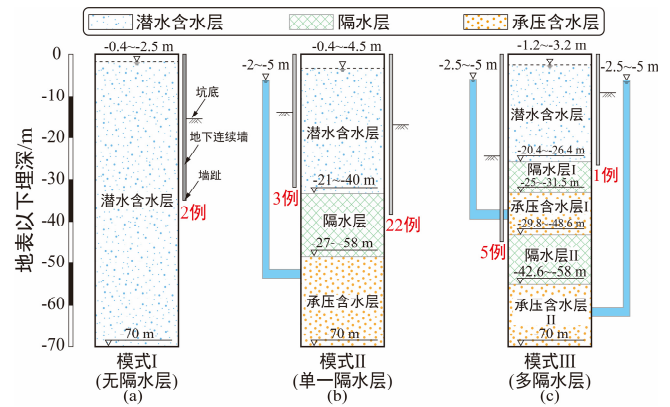 潜水含水层
隔水层
承压含水层
地表以下埋深/m
0
-10
-20
-30
-40
-50
-60
-70
-0.4~-2.5 m
坑底
地下连续墙
墙趾
潜水含水层
2例
70 m
模式I
(无隔水层)
(a)
-0.4~-4.5 m
-2~-5 m
潜水含水层
-21~-40 m
3例
22例
隔水层
27~-58 m
承压含水层
70 m
模式II
(单一隔水层)
(b)
-1.2~-3.2 m
-2.5~-5 m
-2.5~-5 m
潜水含水层
-20.4~-26.4 m
隔水层I
1例
-25~-31.5 m
承压含水层I
-29.8~-48.6 m
5例
隔水层II
-42.6~-58 m
承压含水层
II
70 m
模式III
(多隔水层)
(c)